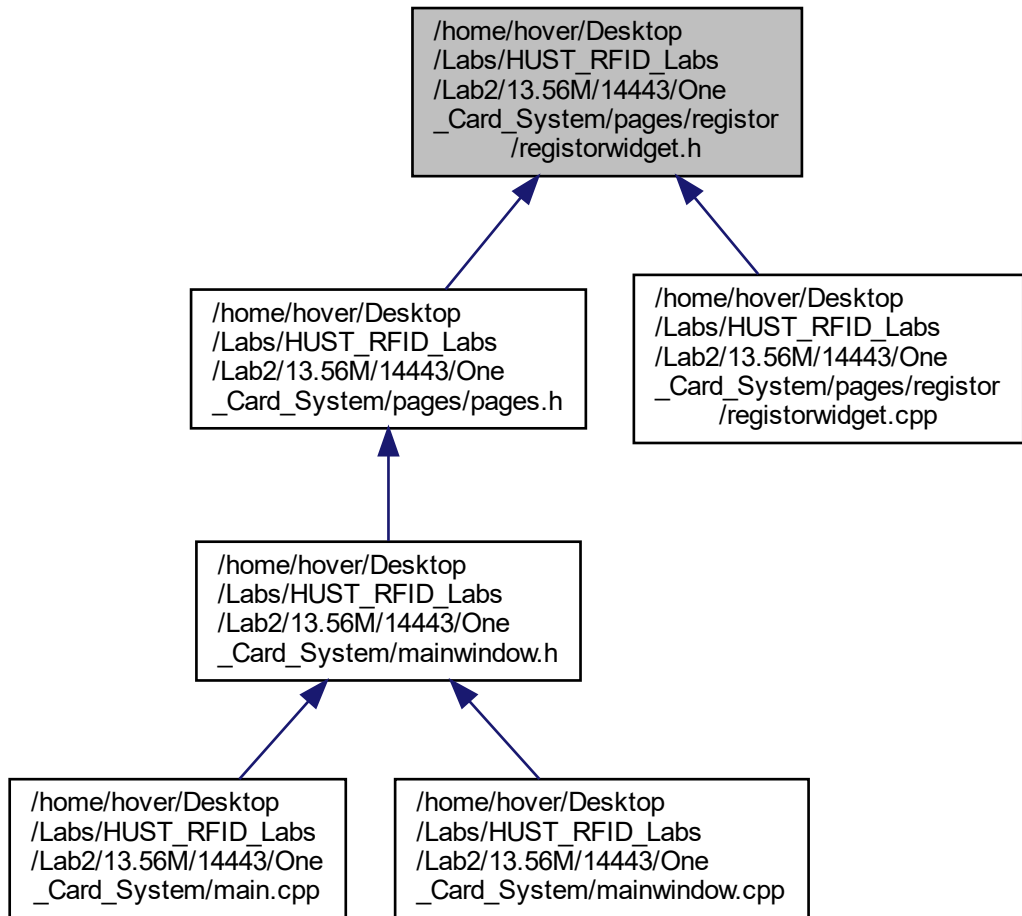 /home/hover/Desktop
/Labs/HUST_RFID_Labs
/Lab2/13.56M/14443/One
_Card_System/pages/registor
/registorwidget.h
/home/hover/Desktop
/Labs/HUST_RFID_Labs
/Lab2/13.56M/14443/One
_Card_System/pages/pages.h
/home/hover/Desktop
/Labs/HUST_RFID_Labs
/Lab2/13.56M/14443/One
_Card_System/pages/registor
/registorwidget.cpp
/home/hover/Desktop
/Labs/HUST_RFID_Labs
/Lab2/13.56M/14443/One
_Card_System/mainwindow.h
/home/hover/Desktop
/Labs/HUST_RFID_Labs
/Lab2/13.56M/14443/One
_Card_System/main.cpp
/home/hover/Desktop
/Labs/HUST_RFID_Labs
/Lab2/13.56M/14443/One
_Card_System/mainwindow.cpp